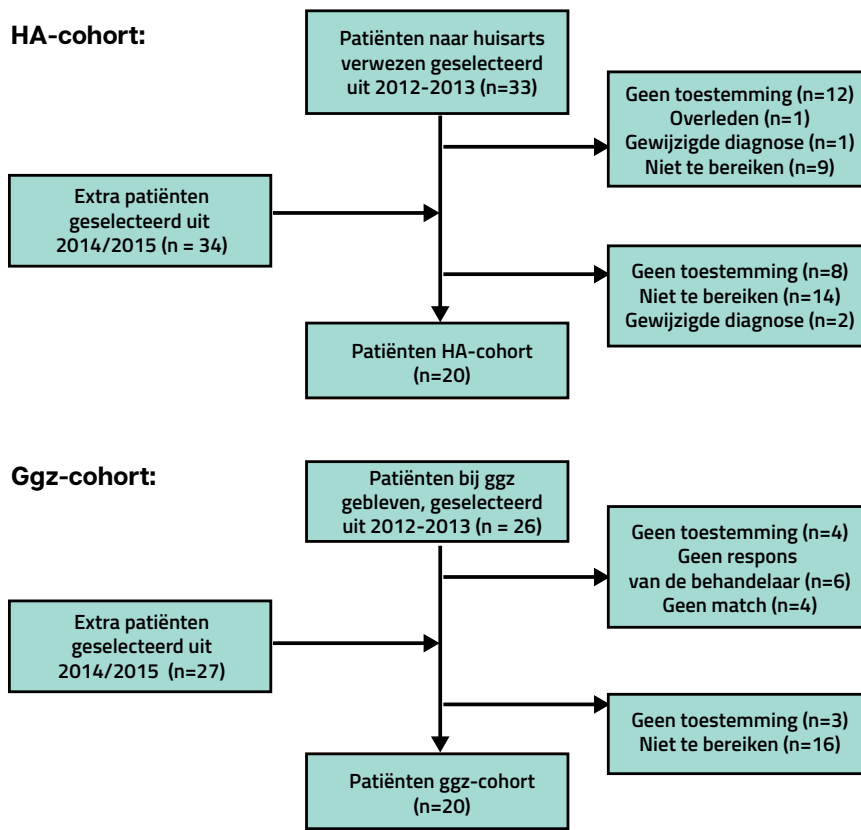 HA-cohort:
Patiënten naar huisarts
verwezen geselecteerd
uit 2012-2013 (n=33)
Geen toestemming (n=12)
Overleden (n=1)
Gewijzigde diagnose (n=1)
Niet te bereiken (n=9)
Extra patiënten
geselecteerd uit
2014/2015 (n = 34)
Geen toestemming (n=8)
Niet te bereiken (n=14)
Gewijzigde diagnose (n=2)
Patiënten HA-cohort
(n=20)
Ggz-cohort:
Patiënten bij ggz
gebleven, geselecteerd
uit 2012-2013 (n = 26)
Geen toestemming (n=4)
Geen respons
van de behandelaar (n=6)
Geen match (n=4)
Extra patiënten
geselecteerd uit
2014/2015 (n=27)
Geen toestemming (n=3)
Niet te bereiken (n=16)
Patiënten ggz-cohort
(n=20)